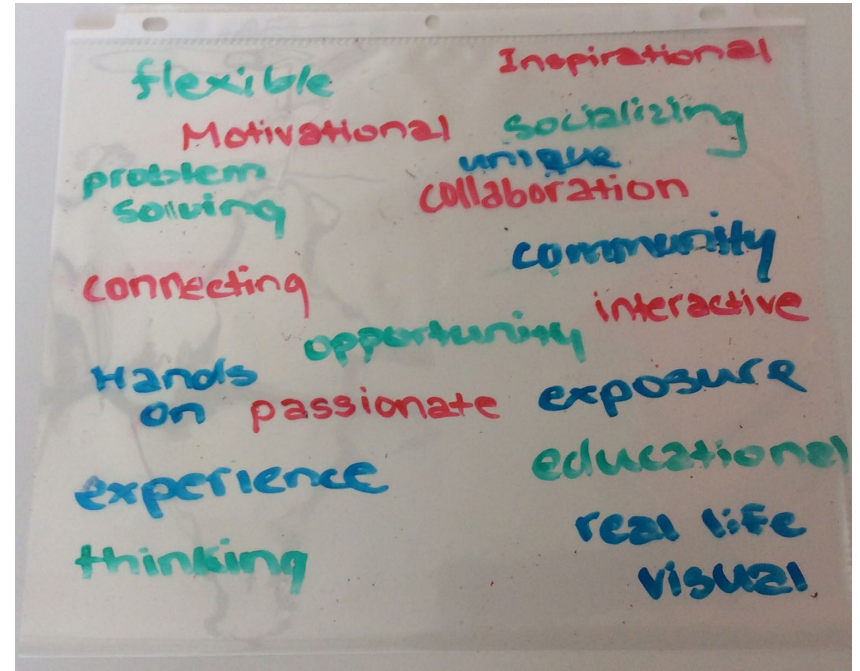 Inspirational
flexible
Motivational
socializing
unique
problem
solving
collaboration
community
connecting
interactive
opportunity
Hands
on
passionate
exposure
educational
experience
real life
thinking
visual